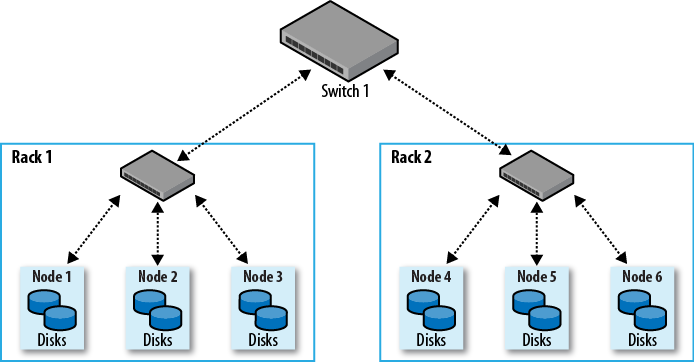 Switch 1
Rack 1
Rack 2
Node 1
Node 2
Node 3
Node 4
Node 5
Node 6
Disks
Disks
Disks
Disks
Disks
Disks